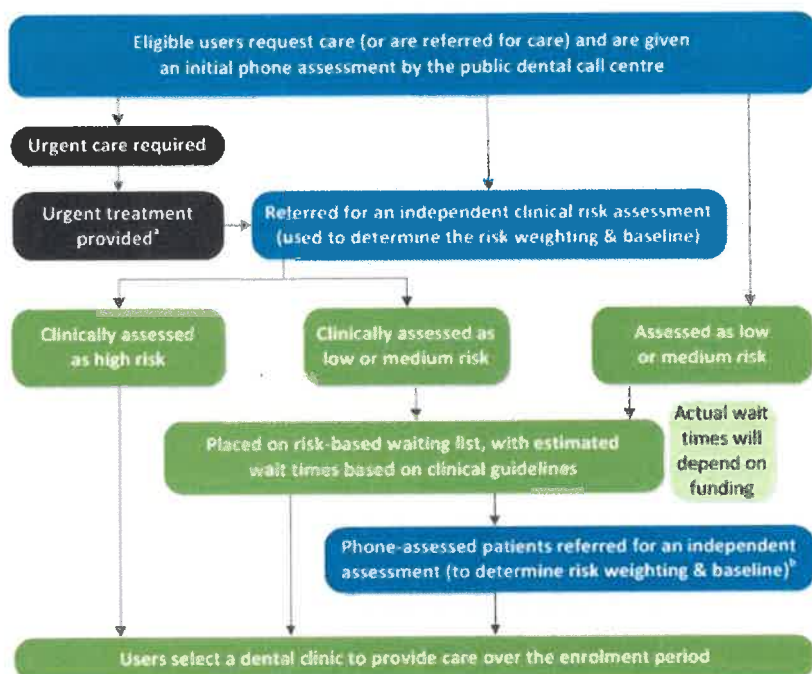 Eligible users request care (or are referred for care) and are given
an initial phone assessment by the public dental call centre
Urgent care required
Urgent treatment
provided^a
Referred for an independent clinical risk assessment
(used to determine the risk weighting & baseline)
Clinically assessed
as high risk
Clinically assessed as
low or medium risk
Assessed as low
or medium risk
Placed on risk-based waiting list, with estimated
wait times based on clinical guidelines
Actual wait
times will
depend on
funding
Phone-assessed patients referred for an independent
assessment (to determine risk weighting & baseline)^b
Users select a dental clinic to provide care over the enrolment period